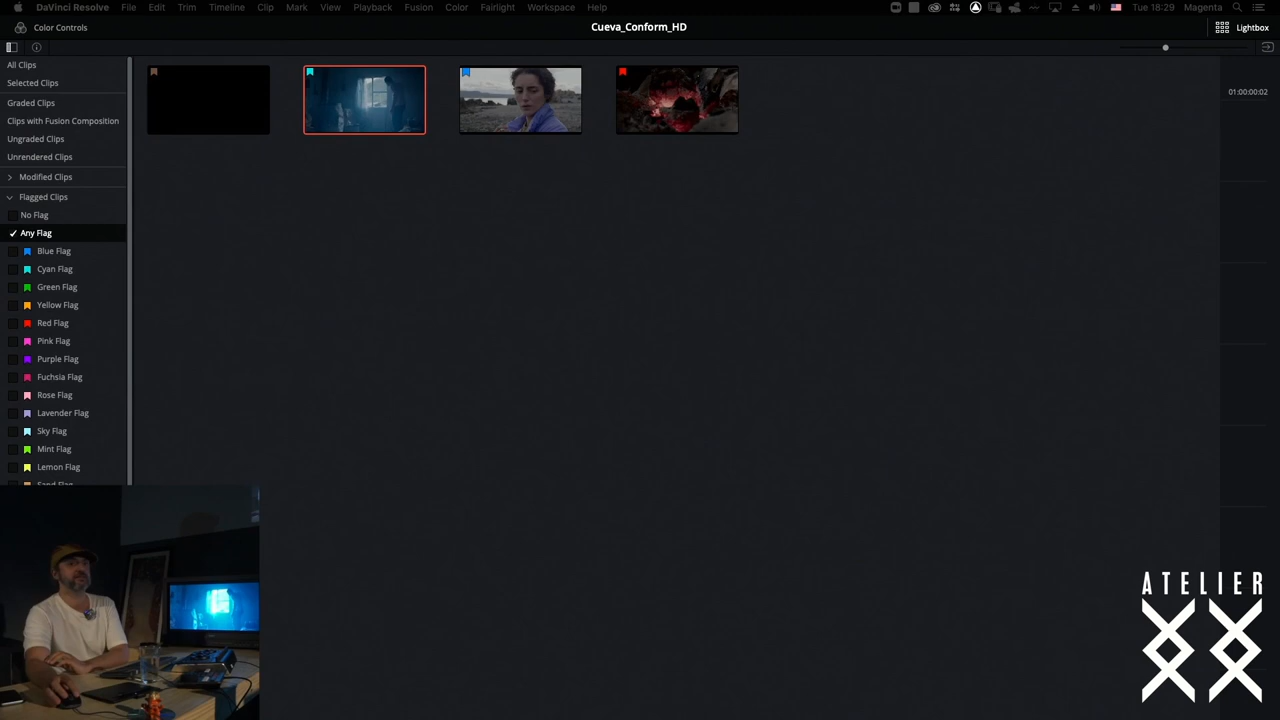 DaVinci Resolve File Edit Trim Timeline Clip Mark View Playback Fusion Color Fairlight Workspace Help Tue 18:29 Magenta
Color Controls Cueva_Conform_HD Lightbox
All Clips
Selected Clips
01:00:00:02
Graded Clips
Clips with Fusion Composition
Ungraded Clips
Unrendered Clips
Modified Clips
Flagged Clips
No Flag
Any Flag
Blue Flag
Cyan Flag
Green Flag
Yellow Flag
Red Flag
Pink Flag
Purple Flag
Fuchsia Flag
Rose Flag
Lavender Flag
Sky Flag
Mint Flag
Lemon Flag
Sand Flag
ATELIER
XX